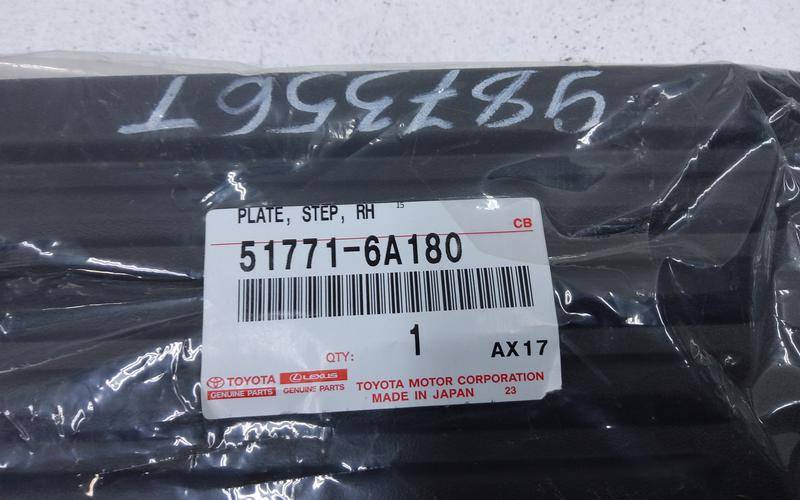 PLATE, STEP, RH 15
CB
51771-6A180
QTY: 1 AX17
TOYOTA LEXUS
GENUINE PARTS GENUINE PARTS
TOYOTA MOTOR CORPORATION
MADE IN JAPAN 23